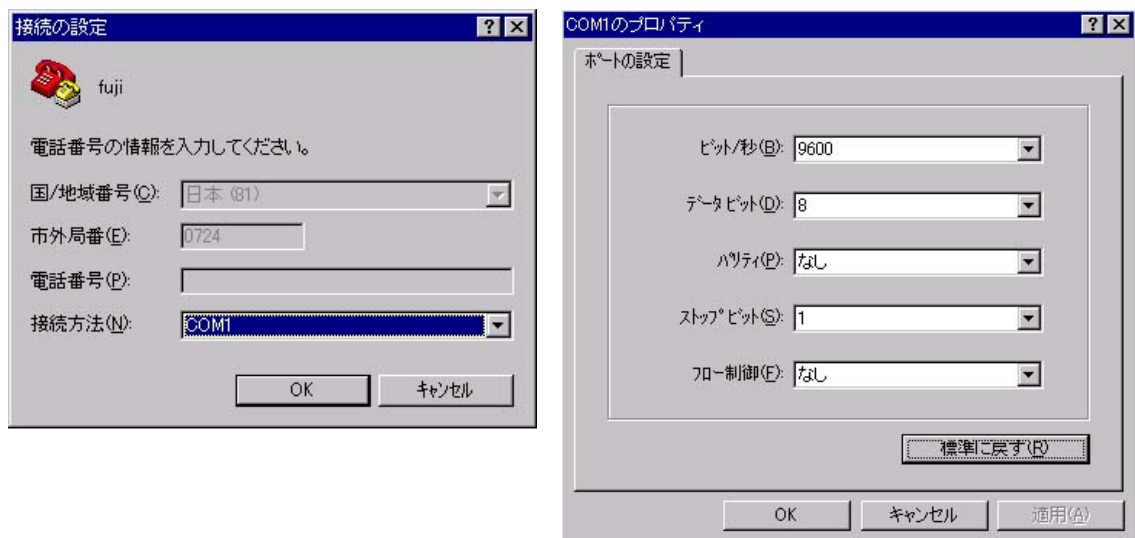 接続の設定
fuji
電話番号の情報を入力してください。
国/地域番号(C): 日本 (81)
市外局番(E): 0724
電話番号(P):
接続方法(N): COM1
OK キャンセル
COM1のプロパティ
ポートの設定
ビット/秒(B): 9600
データ ビット(D): 8
パリティ(P): なし
ストップ ビット(S): 1
フロー制御(F): なし
標準に戻す(R)
OK キャンセル 適用(A)